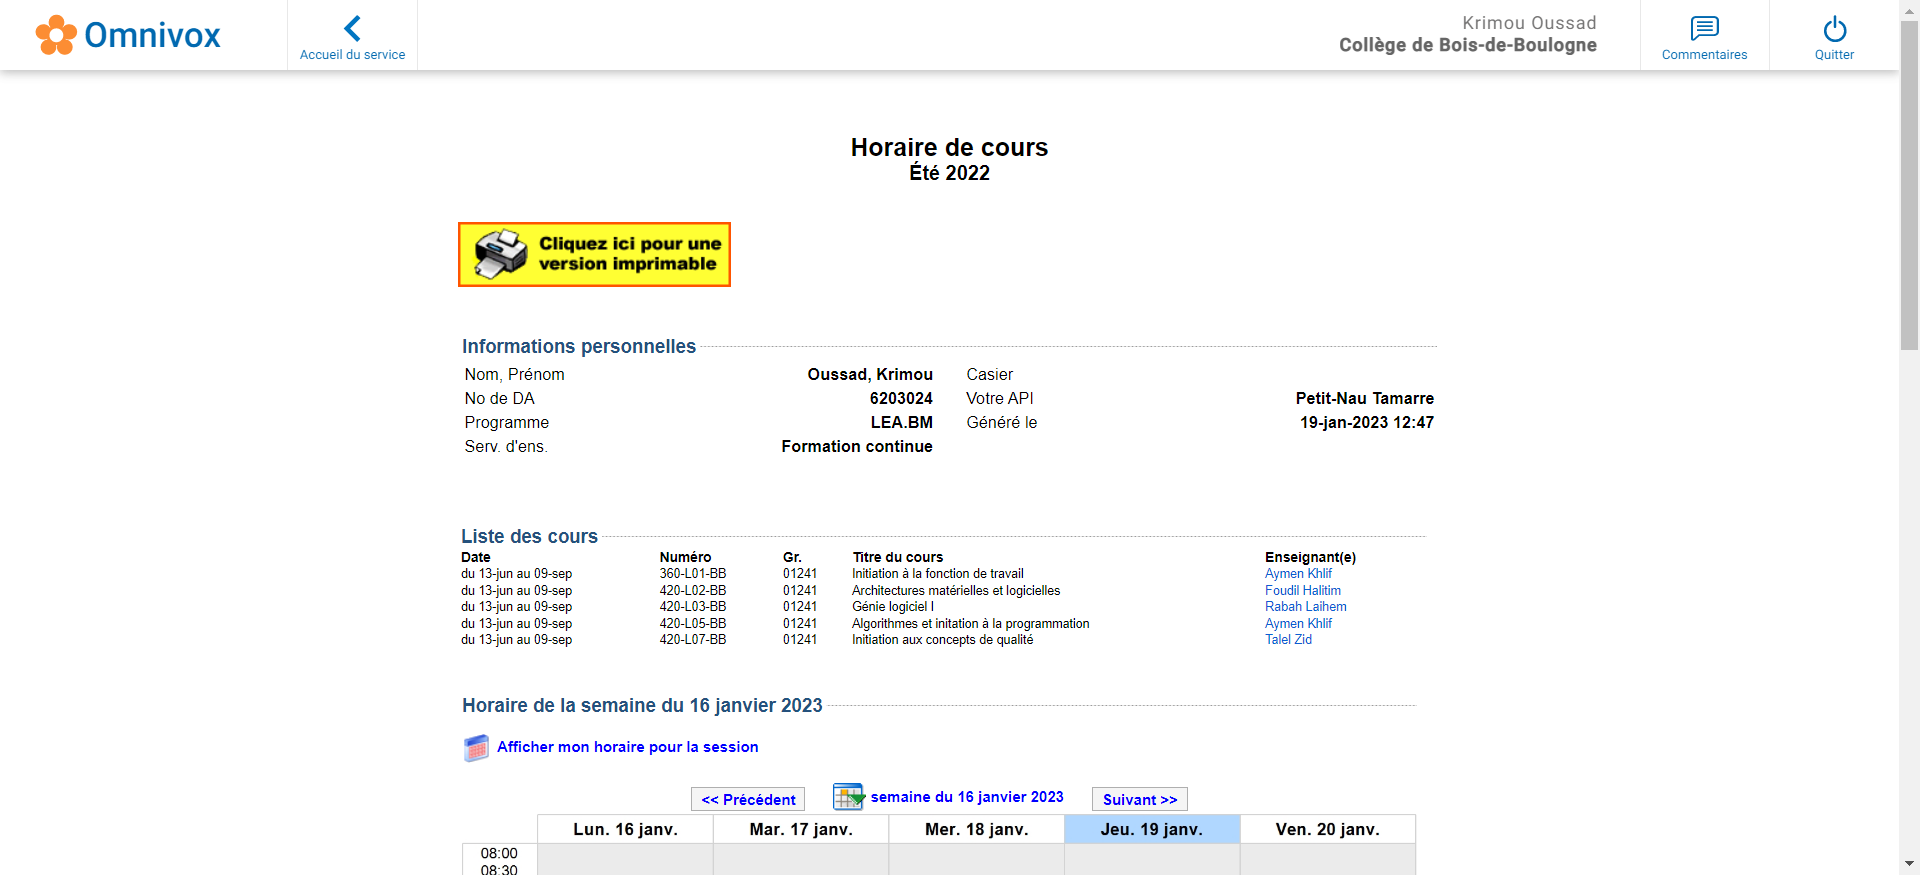 Omnivox
Accueil du service
Krimou Oussad
Collège de Bois-de-Boulogne
Commentaires
Quitter
Horaire de cours
Été 2022
Cliquez ici pour une
version imprimable
Informations personnelles
Nom, Prénom Oussad, Krimou Casier
No de DA 6203024 Votre API Petit-Nau Tamarre
Programme LEA.BM Généré le 19-jan-2023 12:47
Serv. d'ens. Formation continue
Liste des cours
Date Numéro Gr. Titre du cours Enseignant(e)
du 13-jun au 09-sep 360-L01-BB 01241 Initiation à la fonction de travail Aymen Khlif
du 13-jun au 09-sep 420-L02-BB 01241 Architectures matérielles et logicielles Foudil Halitim
du 13-jun au 09-sep 420-L03-BB 01241 Génie logiciel I Rabah Laihem
du 13-jun au 09-sep 420-L05-BB 01241 Algorithmes et initation à la programmation Aymen Khlif
du 13-jun au 09-sep 420-L07-BB 01241 Initiation aux concepts de qualité Talel Zid
Horaire de la semaine du 16 janvier 2023
Afficher mon horaire pour la session
<< Précédent semaine du 16 janvier 2023 Suivant >>
Lun. 16 janv. Mar. 17 janv. Mer. 18 janv. Jeu. 19 janv. Ven. 20 janv.
08:00
08:30